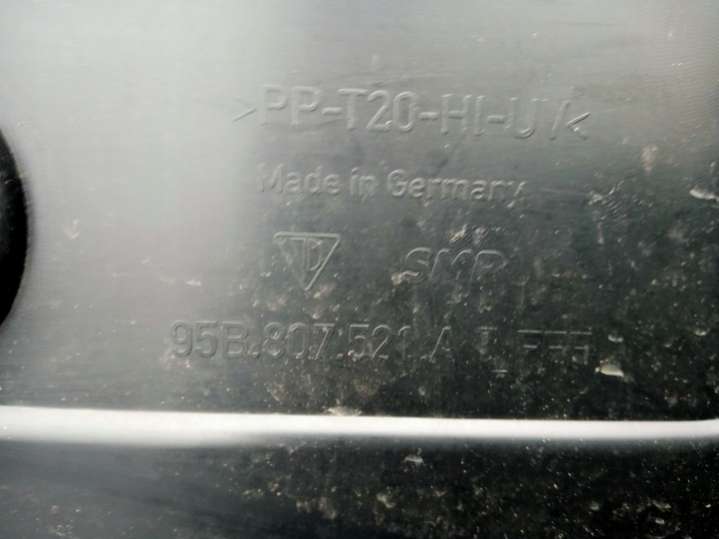 >PP-T20-HI-UV<
Made in Germany
SMP
95B.807.521.A